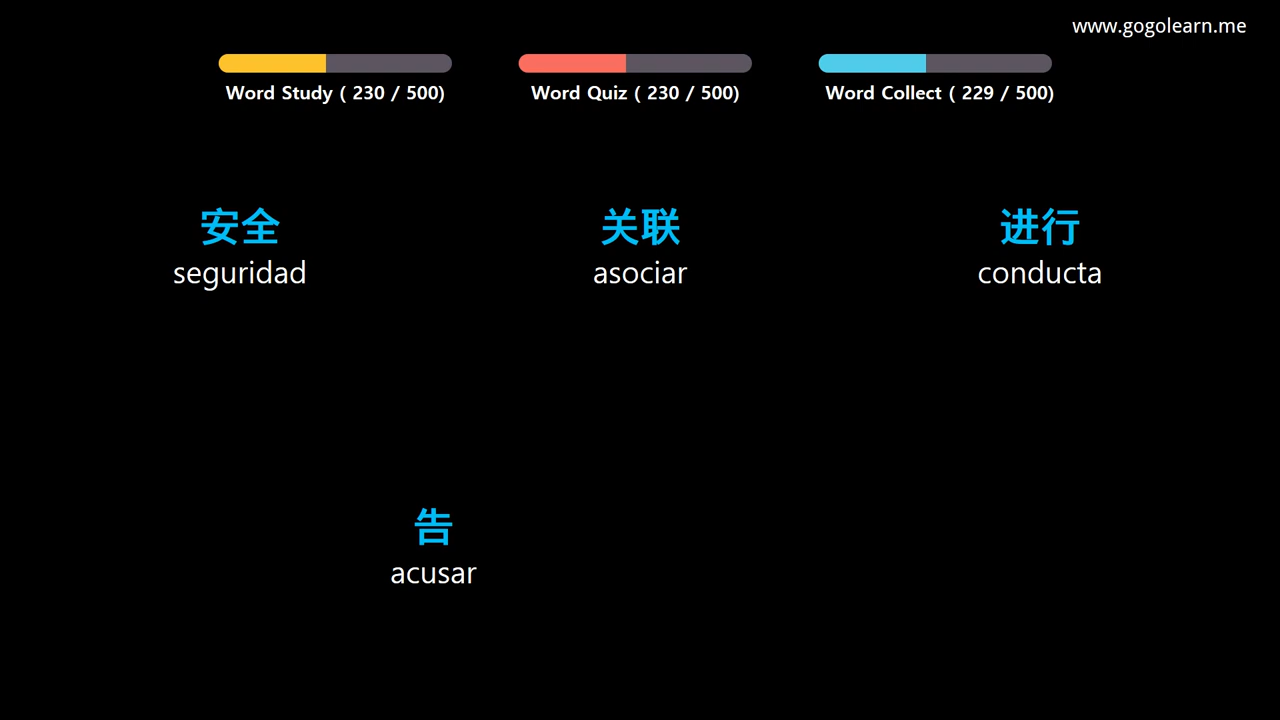 www.gogolearn.me
Word Study ( 230 / 500)
Word Quiz ( 230 / 500)
Word Collect ( 229 / 500)
安全
seguridad
关联
asociar
进行
conducta
告
acusar